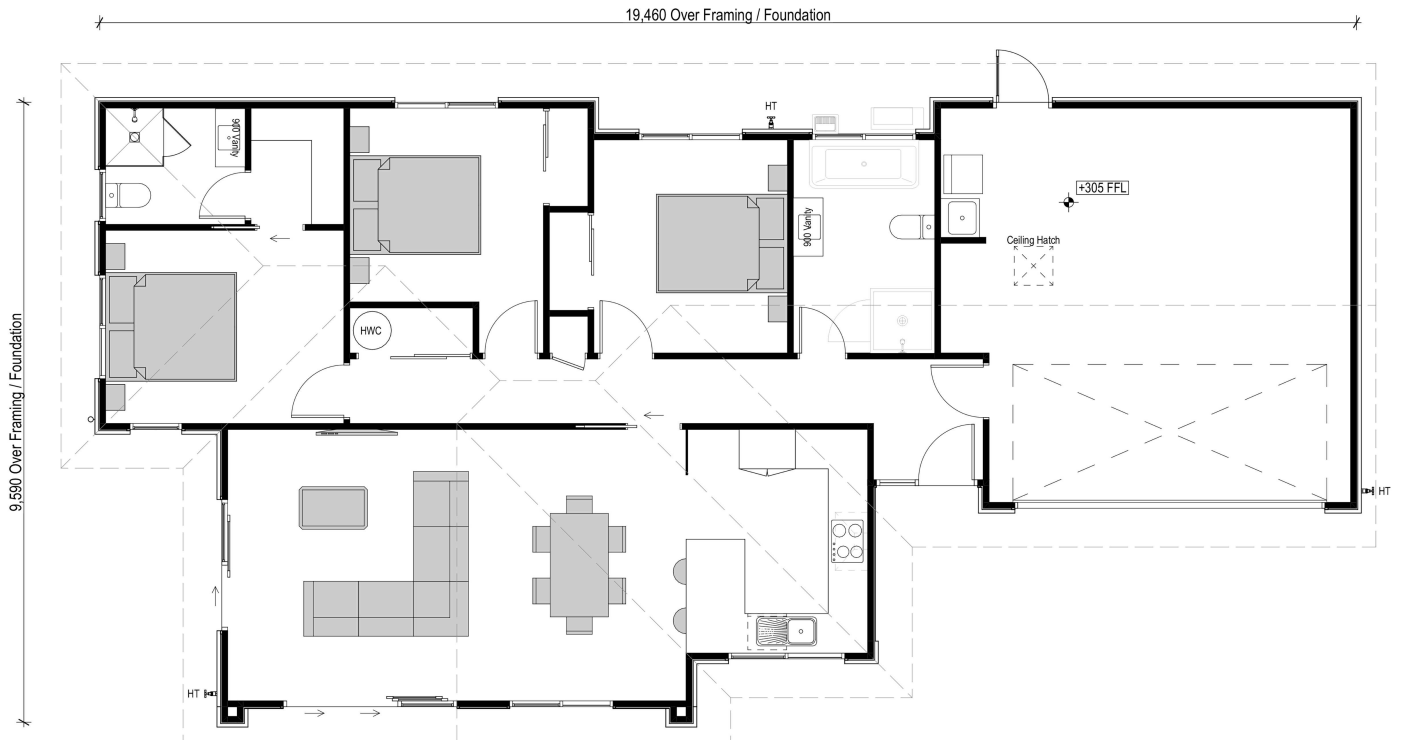 19,460 Over Framing / Foundation
HT
900 Vanity
+305 FFL
900 Vanity
Ceiling Hatch
HWC
9,590 Over Framing / Foundation
HT
HT